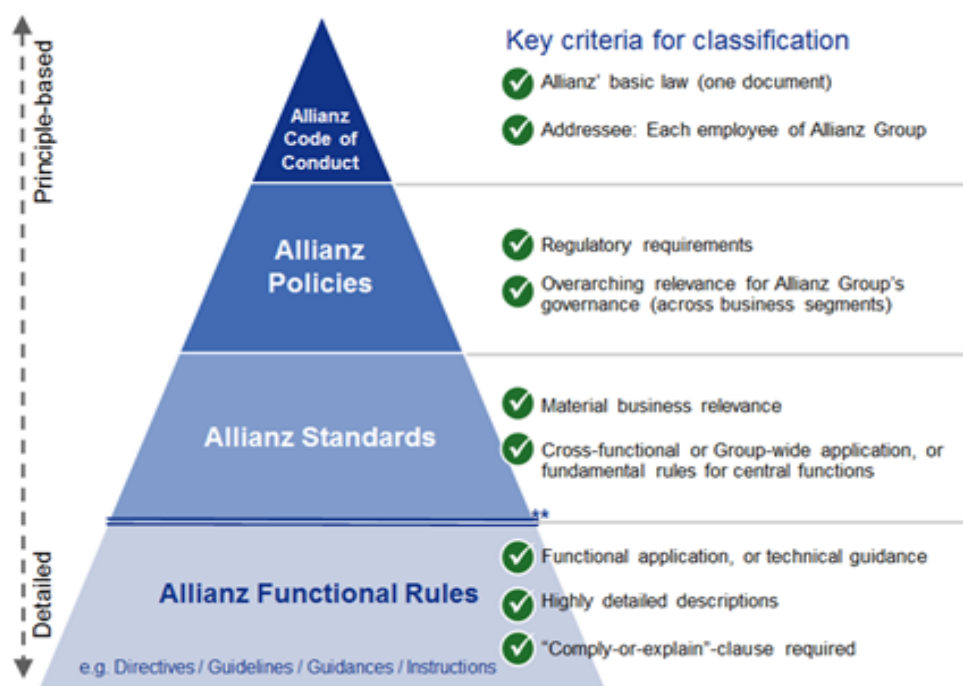 Key criteria for classification
Allianz' basic law (one document)
Addressee: Each employee of Allianz Group
Principle-based
Allianz
Code of
Conduct
Allianz
Policies
Regulatory requirements
Overarching relevance for Allianz Group's
governance (across business segments)
Allianz Standards
Material business relevance
Cross-functional or Group-wide application, or
fundamental rules for central functions
**
Detailed
Allianz Functional Rules
e.g. Directives / Guidelines / Guidances / Instructions
Functional application, or technical guidance
Highly detailed descriptions
"Comply-or-explain"-clause required